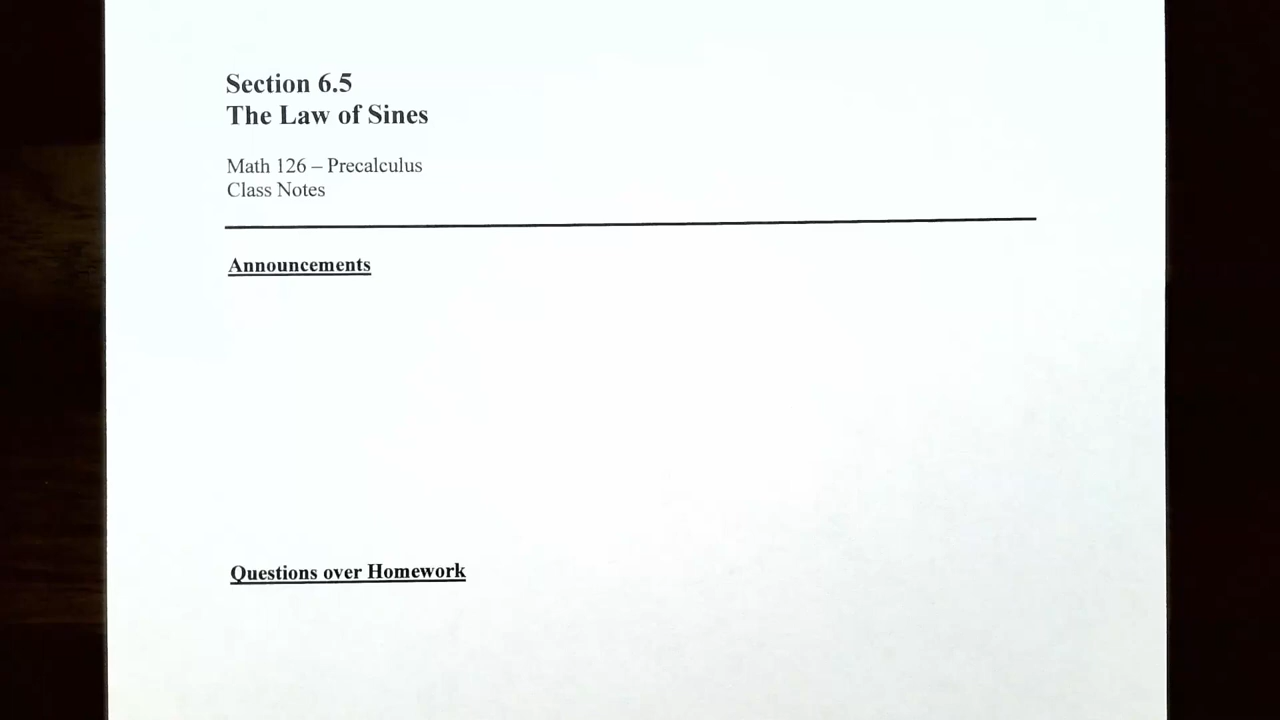 Section 6.5
The Law of Sines
Math 126 – Precalculus
Class Notes
Announcements
Questions over Homework